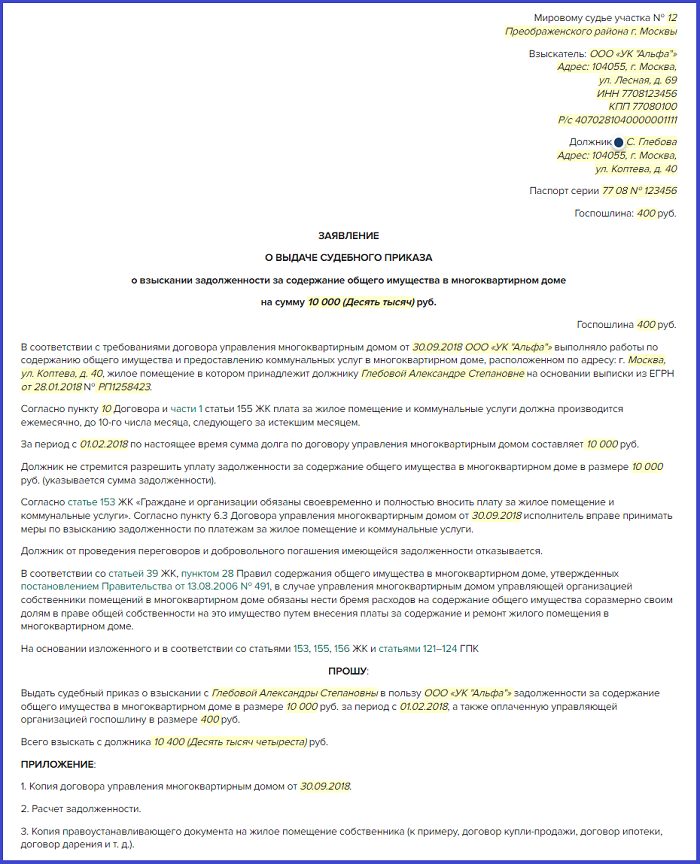 Мировому судье участка № 12
Преображенского района г. Москвы
Взыскатель: ООО «УК "Альфа"»
Адрес: 104055, г. Москва,
ул. Лесная, д. 69
ИНН 7708123456
КПП 77080100
Р/с 4070281040000001111
Должник С. Глебова
Адрес: 104055, г. Москва,
ул. Коптева, д. 40
Паспорт серии 77 08 № 123456
Госпошлина: 400 руб.
ЗАЯВЛЕНИЕ
О ВЫДАЧЕ СУДЕБНОГО ПРИКАЗА
о взыскании задолженности за содержание общего имущества в многоквартирном доме
на сумму 10 000 (Десять тысяч) руб.
Госпошлина 400 руб.
В соответствии с требованиями договора управления многоквартирным домом от 30.09.2018 ООО «УК "Альфа"» выполняло работы по
содержанию общего имущества и предоставлению коммунальных услуг в многоквартирном доме, расположенном по адресу: г. Москва,
ул. Коптева, д. 40, жилое помещение в котором принадлежит должнику Глебовой Александре Степановне на основании выписки из ЕГРН
от 28.01.2018 № РП1258423.
Согласно пункту 10 Договора и части 1 статьи 155 ЖК плата за жилое помещение и коммунальные услуги должна производится
ежемесячно, до 10-го числа месяца, следующего за истекшим месяцем.
За период с 01.02.2018 по настоящее время сумма долга по договору управления многоквартирным домом составляет 10 000 руб.
Должник не стремится разрешить уплату задолженности за содержание общего имущества в многоквартирном доме в размере 10 000
руб. (указывается сумма задолженности).
Согласно статье 153 ЖК «Граждане и организации обязаны своевременно и полностью вносить плату за жилое помещение и
коммунальные услуги». Согласно пункту 6.3 Договора управления многоквартирным домом от 30.09.2018 исполнитель вправе принимать
меры по взысканию задолженности по платежам за жилое помещение и коммунальные услуги.
Должник от проведения переговоров и добровольного погашения имеющейся задолженности отказывается.
В соответствии со статьей 39 ЖК, пунктом 28 Правил содержания общего имущества в многоквартирном доме, утвержденных
постановлением Правительства от 13.08.2006 № 491, в случае управления многоквартирным домом управляющей организацией
собственники помещений в многоквартирном доме обязаны нести бремя расходов на содержание общего имущества соразмерно своим
долям в праве общей собственности на это имущество путем внесения платы за содержание и ремонт жилого помещения в
многоквартирном доме.
На основании изложенного и в соответствии со статьями 153, 155, 156 ЖК и статьями 121–124 ГПК
ПРОШУ:
Выдать судебный приказ о взыскании с Глебовой Александры Степановны в пользу ООО «УК "Альфа"» задолженности за содержание
общего имущества в многоквартирном доме в размере 10 000 руб. за период с 01.02.2018, а также оплаченную управляющей
организацией госпошлину в размере 400 руб.
Всего взыскать с должника 10 400 (Десять тысяч четыреста) руб.
ПРИЛОЖЕНИЕ:
1. Копия договора управления многоквартирным домом от 30.09.2018.
2. Расчет задолженности.
3. Копия правоустанавливающего документа на жилое помещение собственника (к примеру, договор купли-продажи, договор ипотеки,
договор дарения и т. д.).